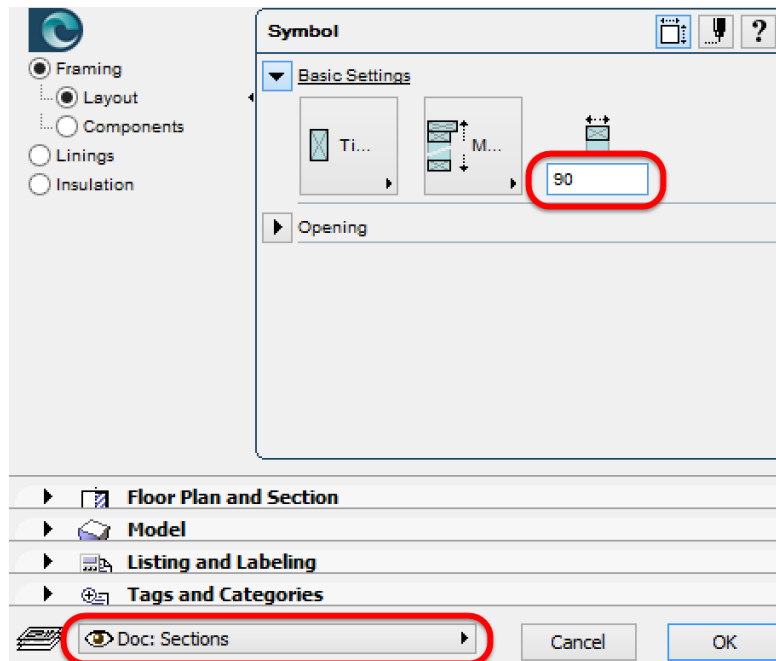 Symbol
?
Framing
Layout
Components
Linings
Insulation
Basic Settings
Ti...
M...
90
Opening
Floor Plan and Section
Model
Listing and Labeling
Tags and Categories
Doc: Sections
Cancel
OK